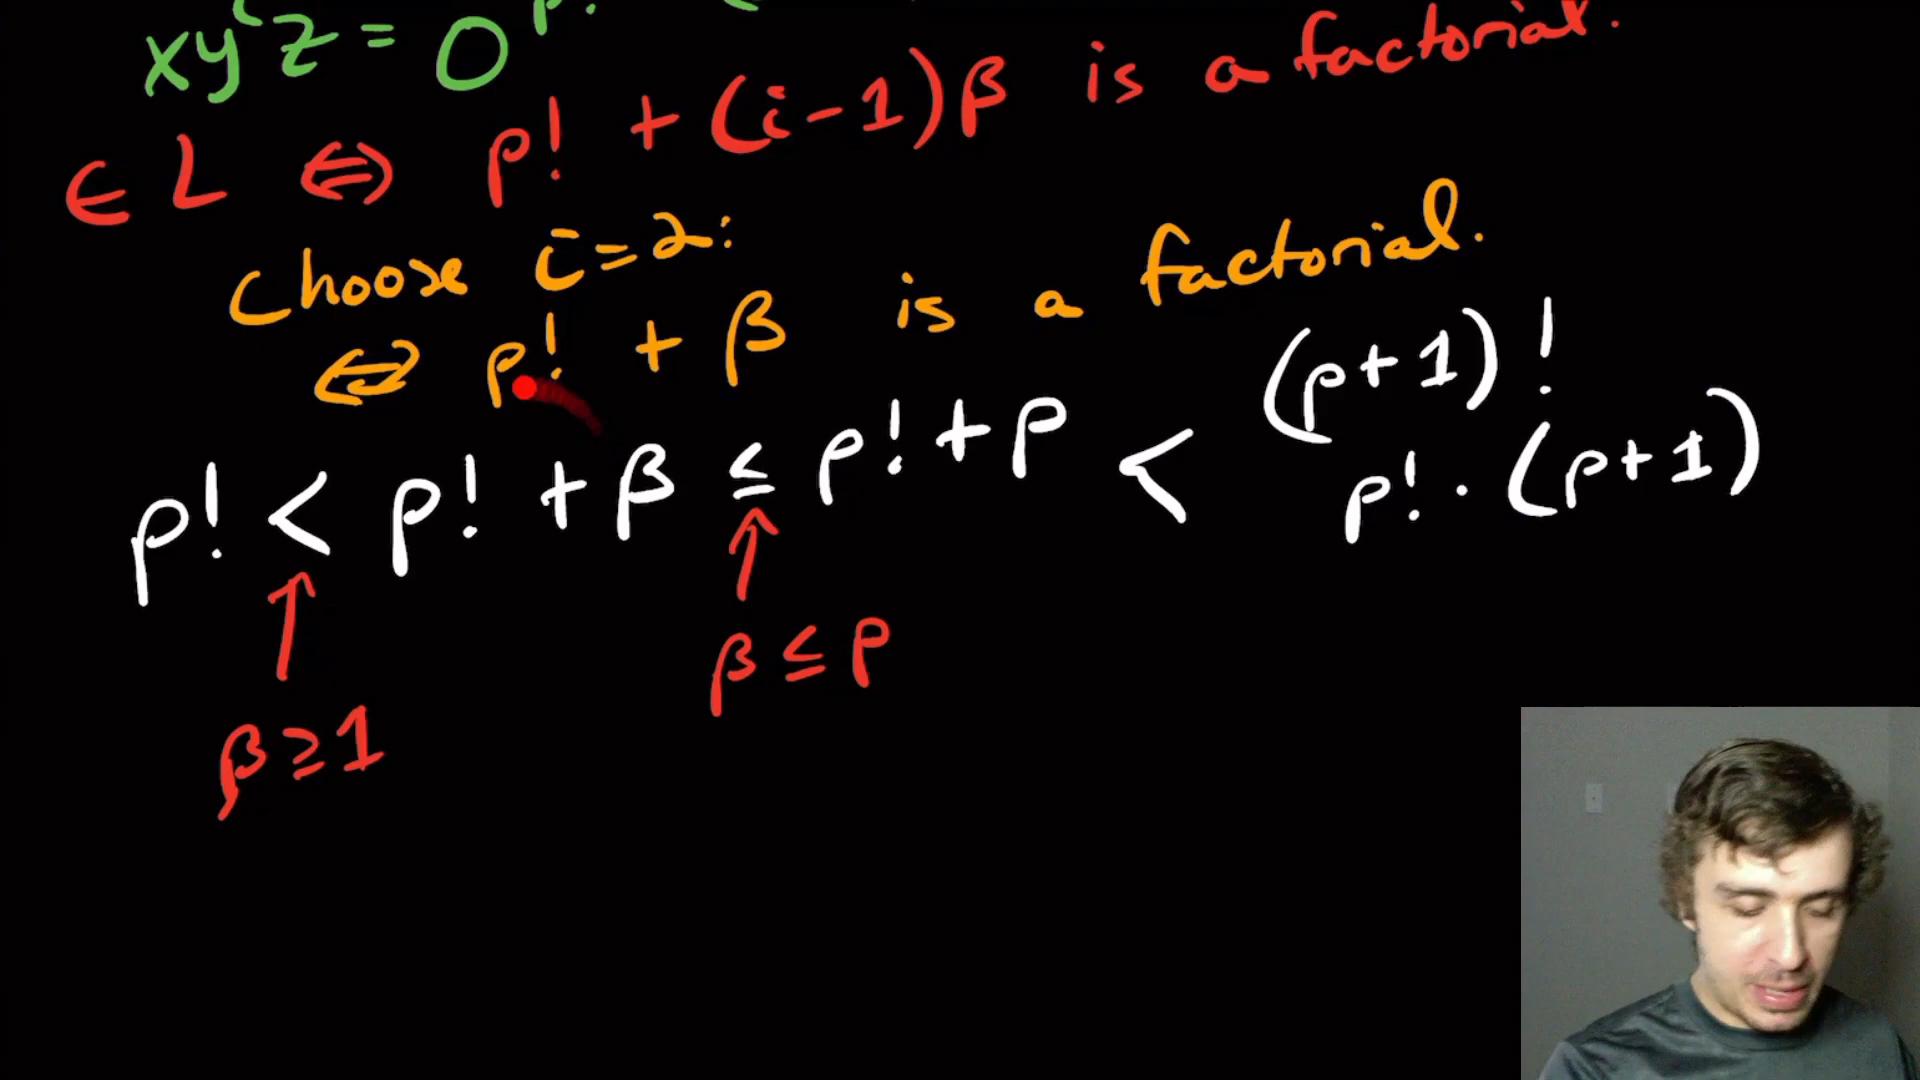 xy^i z = 0^p!
∈ L ⇔ p! + (i-1)β is a factorial.
Choose i=2:
⇔ p! + β is a factorial.
(p+1)!
p! < p! + β ≤ p! + p < p! · (p+1)
↑ ↑
β ≤ p
β ≥ 1